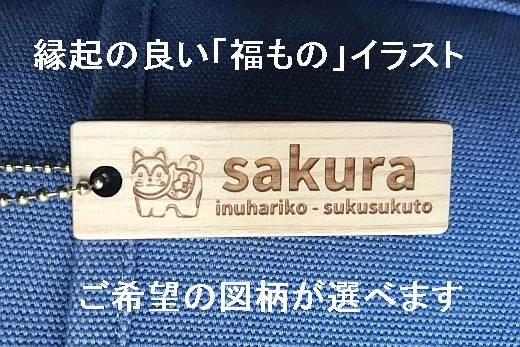 縁起の良い「福もの」イラスト
sakura
inuhariko - sukusukuto
ご希望の図柄が選べます